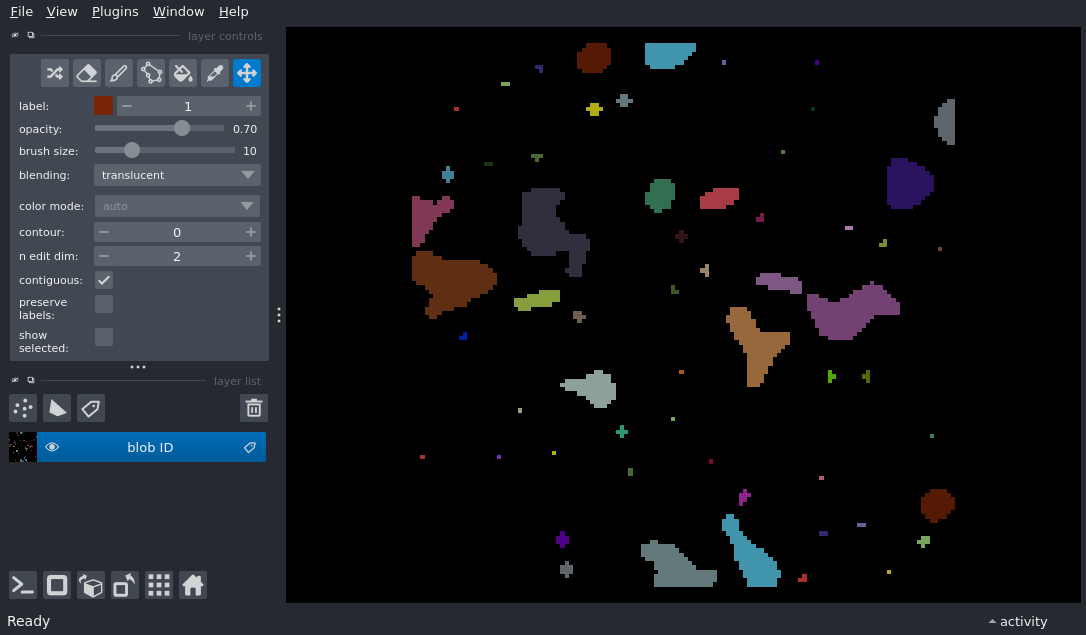 File View Plugins Window Help
layer controls
label: 1
opacity: 0.70
brush size: 10
blending: translucent
color mode: auto
contour: 0
n edit dim: 2
contiguous:
preserve
labels:
show
selected:
layer list
blob ID
Ready
activity